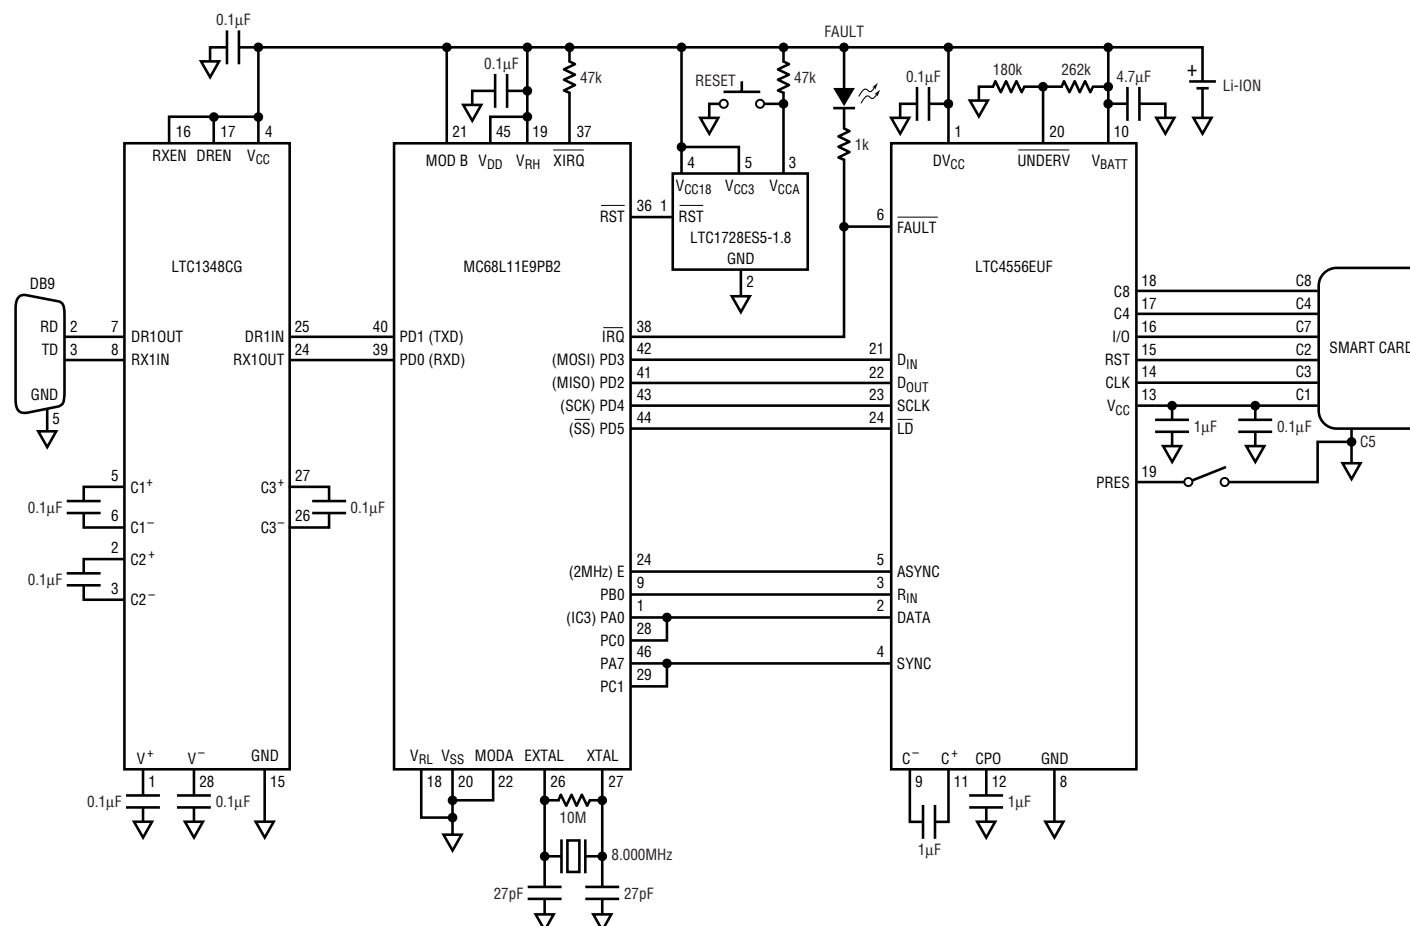 0.1µF
FAULT
0.1µF
47k
RESET
47k
0.1µF
180k
262k
4.7µF
+
Li-ION
16 17 4
21 45 19 37
4 5 3
1k
1 20 10
RXEN DREN VCC
MOD B VDD VRH XIRQ
VCC18 VCC3 VCCA
DVCC UNDERV VBATT
RST 36 1 RST
6 FAULT
LTC1728ES5-1.8
GND
2
LTC1348CG
MC68L11E9PB2
LTC4556EUF
DB9
RD 2 7 DR1OUT
TD 3 8 RX1IN
GND
5
DR1IN 25 40 PD1 (TXD)
RX1OUT 24 39 PD0 (RXD)
IRQ 38
(MOSI) PD3 42 21 DIN
(MISO) PD2 41 22 DOUT
(SCK) PD4 43 23 SCLK
(SS) PD5 44 24 LD
C8 18 C8
C4 17 C4
I/O 16 C7
RST 15 C2
CLK 14 C3
VCC 13 C1
SMART CARD
1µF
0.1µF
C5
PRES 19
5 C1+
0.1µF
6 C1−
2 C2+
0.1µF
3 C2−
C3+ 27
0.1µF
C3− 26
(2MHz) E 24 5 ASYNC
PB0 9 3 RIN
(IC3) PA0 1 2 DATA
PC0 28
PA7 46 4 SYNC
PC1 29
V+ V− GND
1 28 15
0.1µF
0.1µF
VRL VSS MODA EXTAL XTAL
18 20 22 26 27
10M
8.000MHz
27pF
27pF
C− C+ CPO GND
9 11 12 8
1µF
1µF